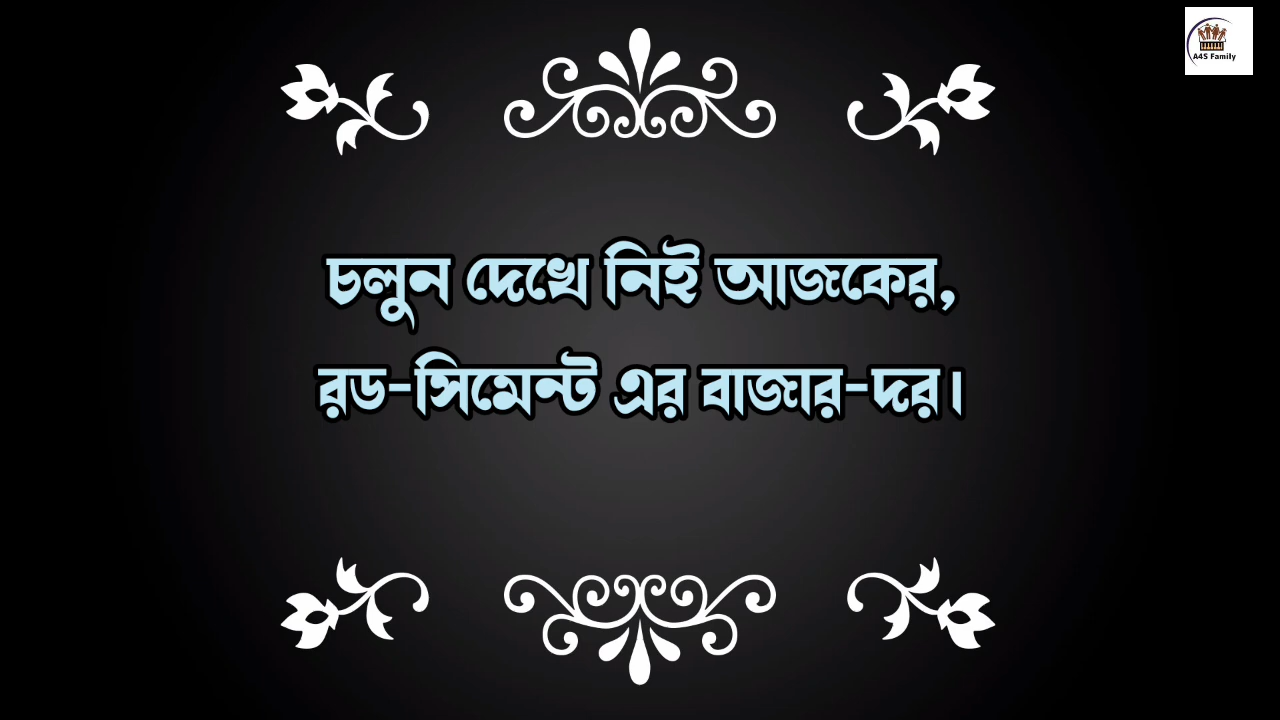 A4S Family
চলুন দেখে নিই আজকের,
রড-সিমেন্ট এর বাজার-দর।